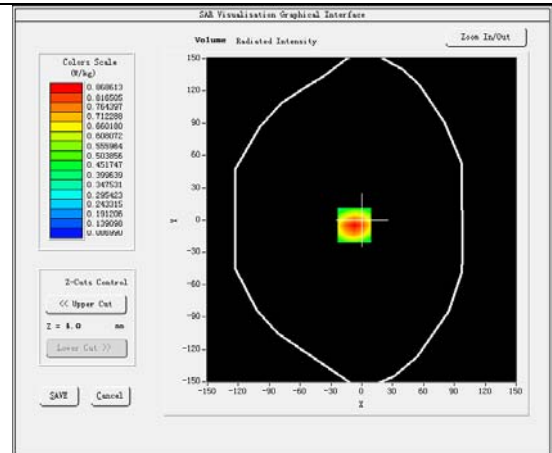 SAR Visualisation Graphical Interface
Volume Radiated Intensity
Zoom In/Out
Colors Scale
(W/kg)
0.868613
0.816505
0.764397
0.712288
0.660180
0.608072
0.555964
0.503856
0.451747
0.399639
0.347531
0.295423
0.243315
0.191206
0.139098
0.086990
150
120
90
60
30
0
-30
-60
-90
-120
-150
Y
-150 -120 -90 -60 -30 0 30 60 90 120 150
X
Z-Cuts Control
<< Upper Cut
Z = 4.0 mm
Lower Cut >>
SAVE
Cancel